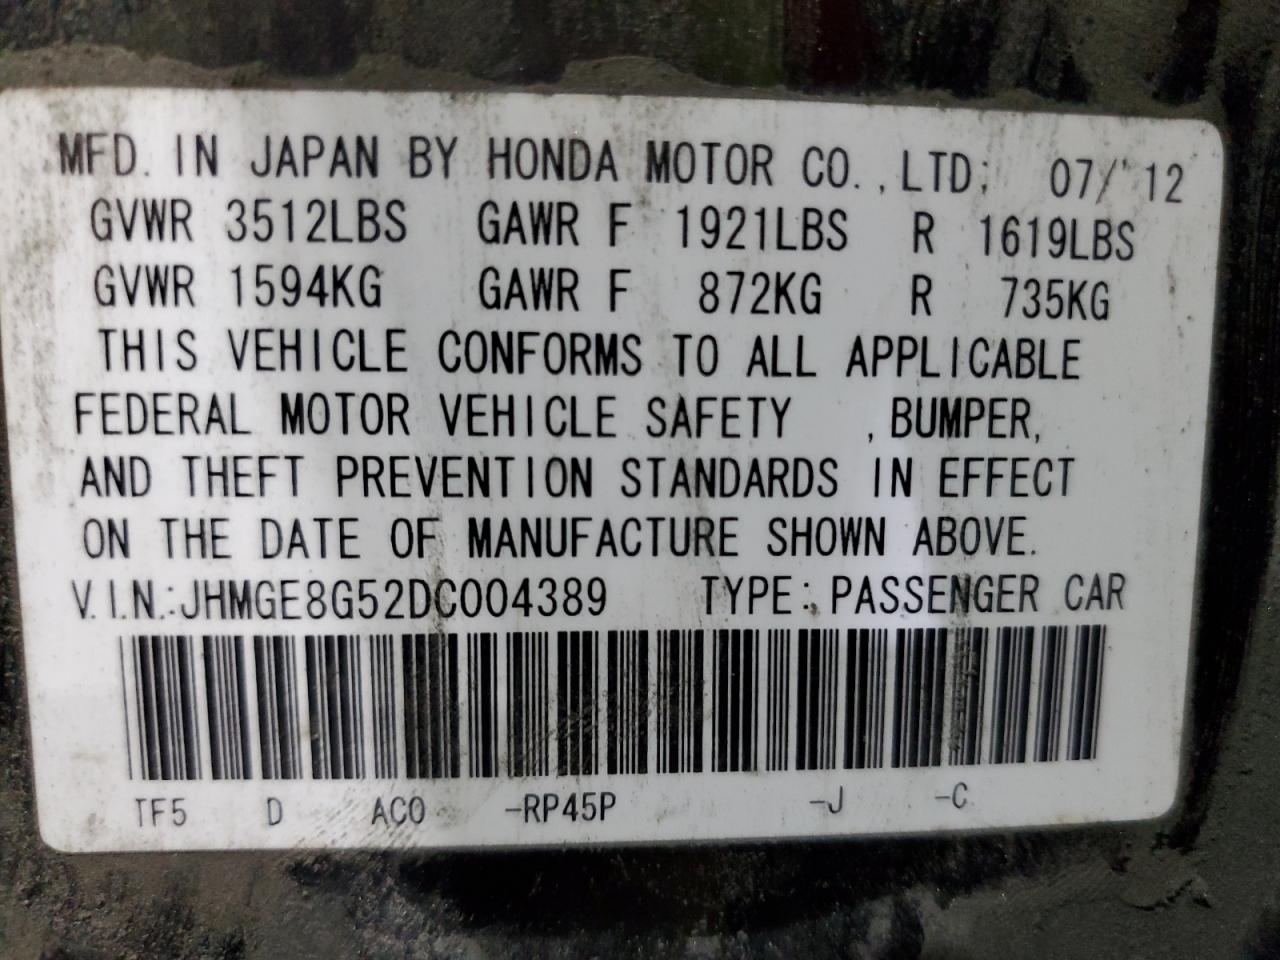 MFD. IN JAPAN BY HONDA MOTOR CO.,LTD; 07/'12
GVWR 3512LBS GAWR F 1921LBS R 1619LBS
GVWR 1594KG GAWR F 872KG R 735KG
THIS VEHICLE CONFORMS TO ALL APPLICABLE
FEDERAL MOTOR VEHICLE SAFETY ,BUMPER,
AND THEFT PREVENTION STANDARDS IN EFFECT
ON THE DATE OF MANUFACTURE SHOWN ABOVE.
V.I.N.:JHMGE8G52DC004389 TYPE: PASSENGER CAR
TF5 D AC0 -RP45P -J -C